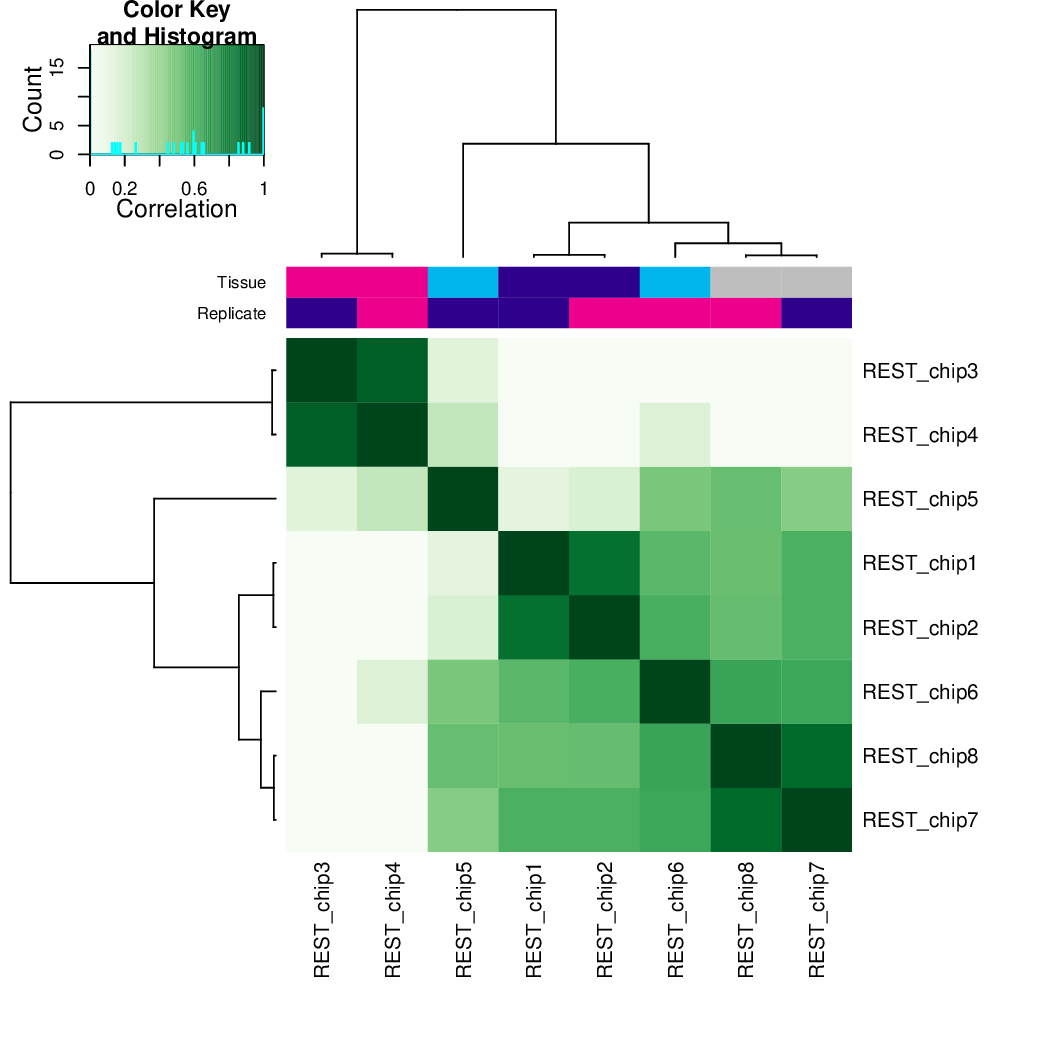 Color Key
and Histogram
Count
0 5 15
0 0.2 0.6 1
Correlation
Tissue
Replicate
REST_chip3
REST_chip4
REST_chip5
REST_chip1
REST_chip2
REST_chip6
REST_chip8
REST_chip7
REST_chip3 REST_chip4 REST_chip5 REST_chip1 REST_chip2 REST_chip6 REST_chip8 REST_chip7